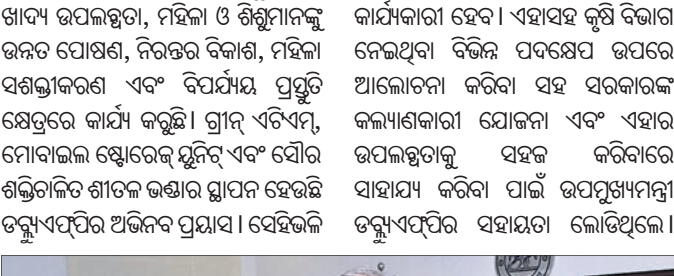 ଖାଦ୍ୟ ଉପଲବ୍ଧତା, ମହିଳା ଓ ଶିଶୁମାନଙ୍କୁ
ଉନ୍ନତ ପୋଷଣ, ନିରନ୍ତର ବିକାଶ, ମହିଳା
ସଶକ୍ତୀକରଣ ଏବଂ ବିପର୍ଯ୍ୟୟ ପ୍ରସ୍ତୁତି
କ୍ଷେତ୍ରରେ କାର୍ଯ୍ୟ କରୁଛି। ଗ୍ରୀନ୍ ଏଟିଏମ୍,
ମୋବାଇଲ ଷ୍ଟୋରେଜ୍ ୟୁନିଟ୍ ଏବଂ ସୌର
ଶକ୍ତିଚାଳିତ ଶୀତଳ ଭଣ୍ଡାର ସ୍ଥାପନ ହେଉଛି
ଡବ୍ଲ୍ୟୁଏଫ୍‌ପିର ଅଭିନବ ପ୍ରୟାସ। ସେହିଭଳି
କାର୍ଯ୍ୟକାରୀ ହେବ। ଏହାସହ କୃଷି ବିଭାଗ
ନେଇଥିବା ବିଭିନ୍ନ ପଦକ୍ଷେପ ଉପରେ
ଆଲୋଚନା କରିବା ସହ ସରକାରଙ୍କ
କଲ୍ୟାଣକାରୀ ଯୋଜନା ଏବଂ ଏହାର
ଉପଲବ୍ଧତାକୁ ସହଜ କରିବାରେ
ସାହାଯ୍ୟ କରିବା ପାଇଁ ଉପମୁଖ୍ୟମନ୍ତ୍ରୀ
ଡବ୍ଲ୍ୟୁଏଫ୍‌ପିର ସହାୟତା ଲୋଡିଥିଲେ।